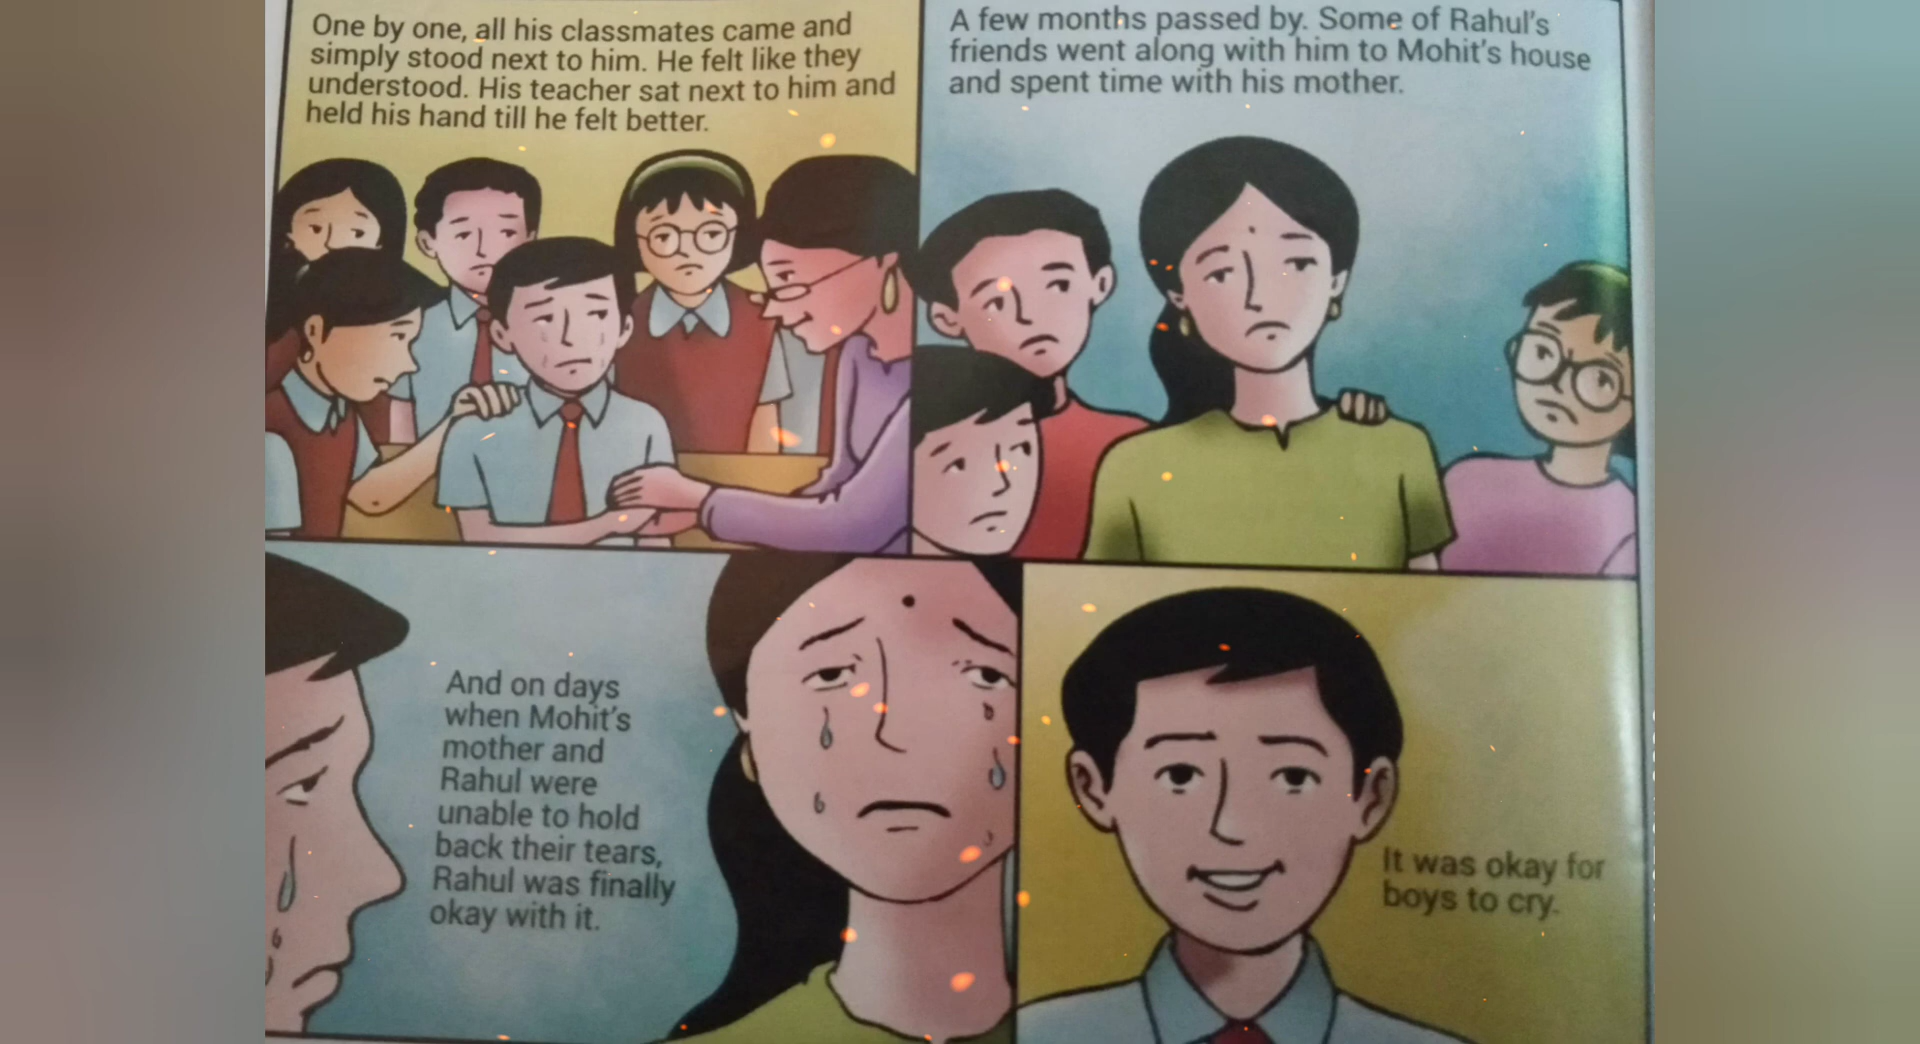 One by one, all his classmates came and
simply stood next to him. He felt like they
understood. His teacher sat next to him and
held his hand till he felt better.
A few months passed by. Some of Rahul's
friends went along with him to Mohit's house
and spent time with his mother.
And on days
when Mohit's
mother and
Rahul were
unable to hold
back their tears,
Rahul was finally
okay with it.
It was okay for
boys to cry.